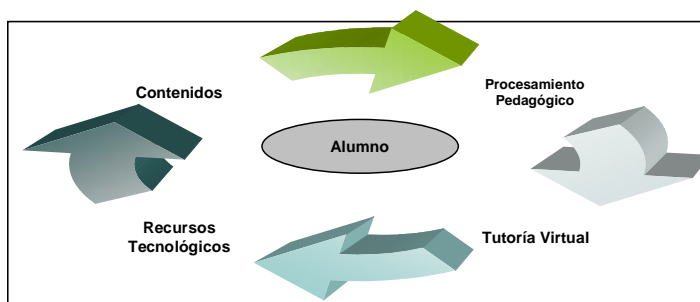 Contenidos
Procesamiento
Pedagógico
Alumno
Recursos
Tecnológicos
Tutoría Virtual